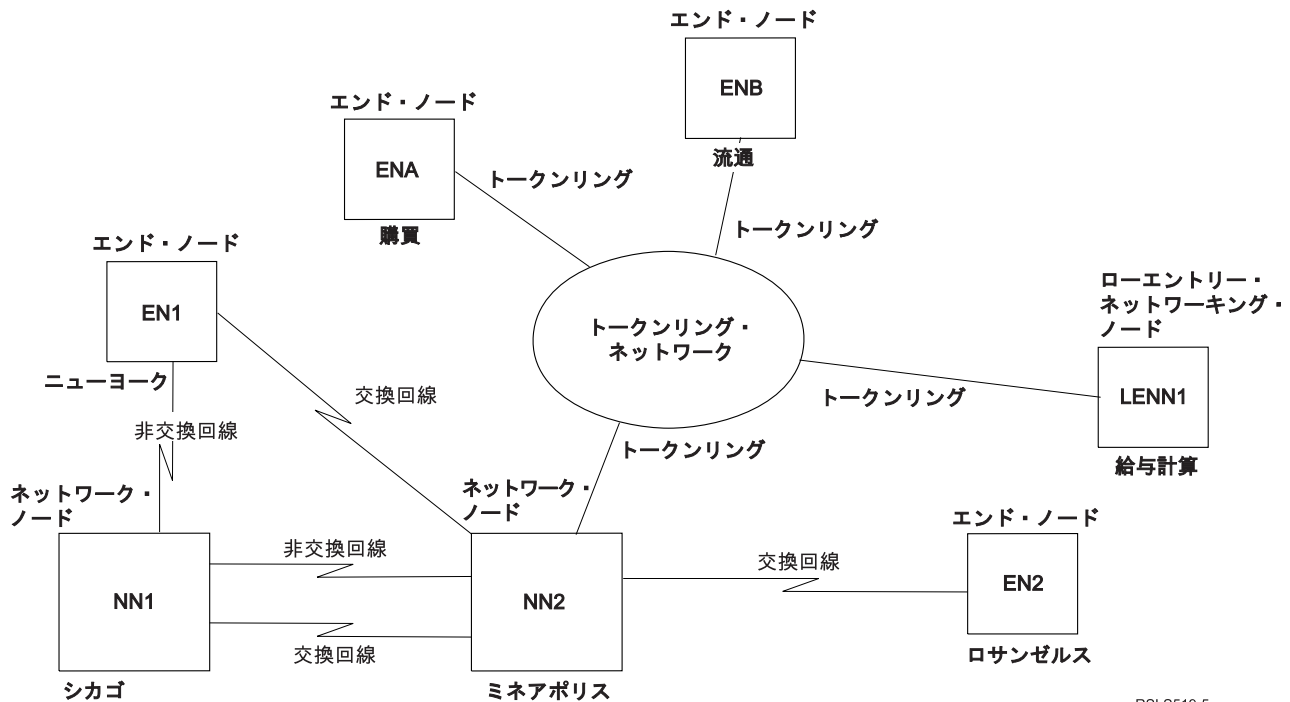 エンド・ノード
ENB
流通
エンド・ノード
ENA
購買
トークンリング
トークンリング
エンド・ノード
EN1
ニューヨーク
トークンリング・
ネットワーク
ローエントリー・
ネットワーキング・
ノード
LENN1
給与計算
トークンリング
交換回線
非交換回線
トークンリング
ネットワーク・
ノード
NN1
シカゴ
非交換回線
交換回線
ネットワーク・
ノード
NN2
ミネアポリス
交換回線
エンド・ノード
EN2
ロサンゼルス